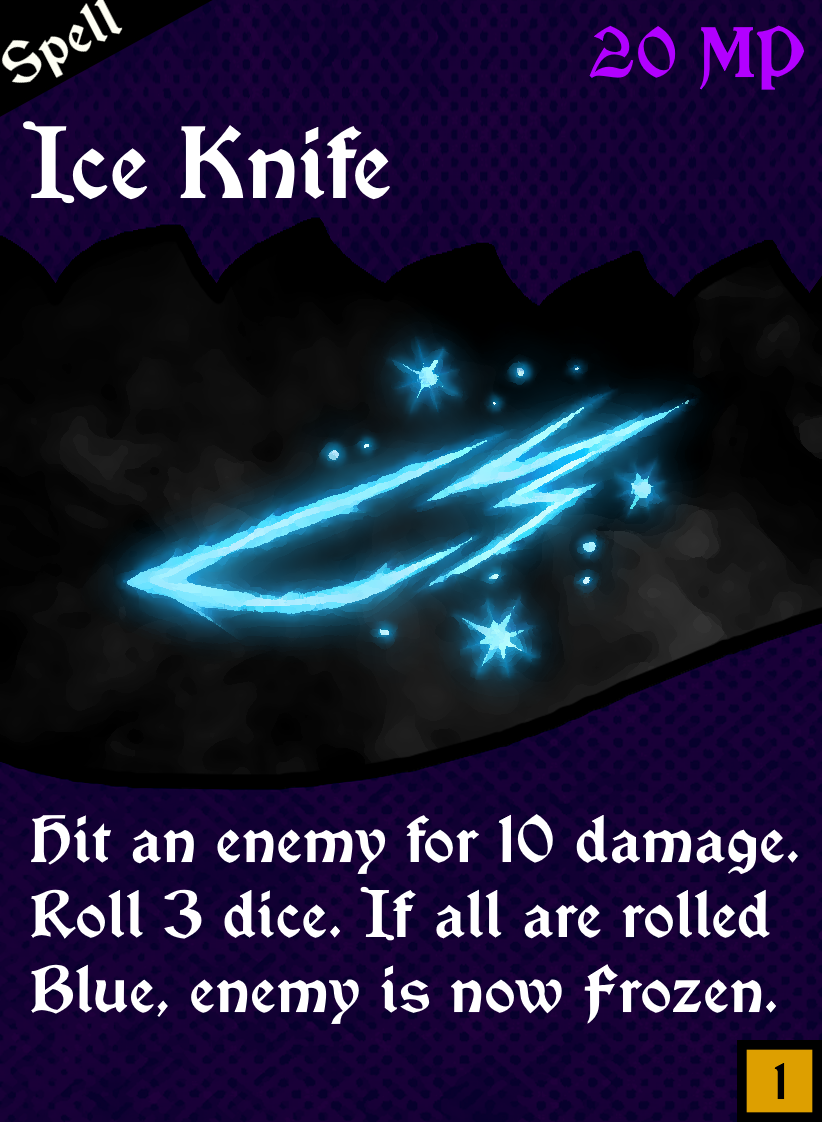 Spell
20 MP
Ice Knife
Hit an enemy for 10 damage.
Roll 3 dice. If all are rolled
Blue, enemy is now Frozen.
1